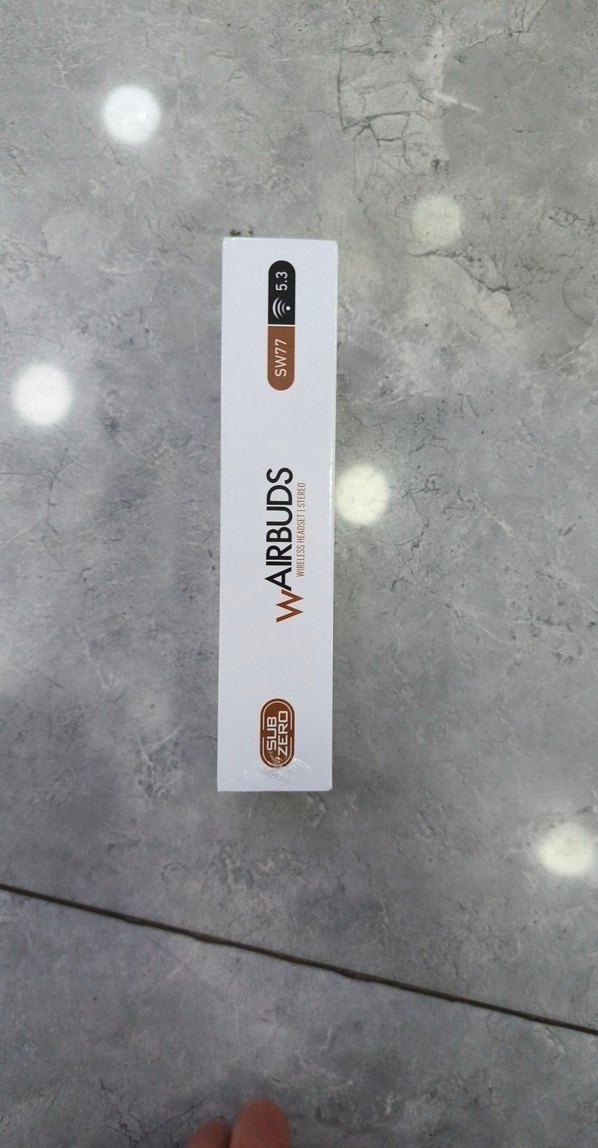 SUB
ZERO
WAIRBUDS
WIRELESS HEADSET | STEREO
SW77 5.3